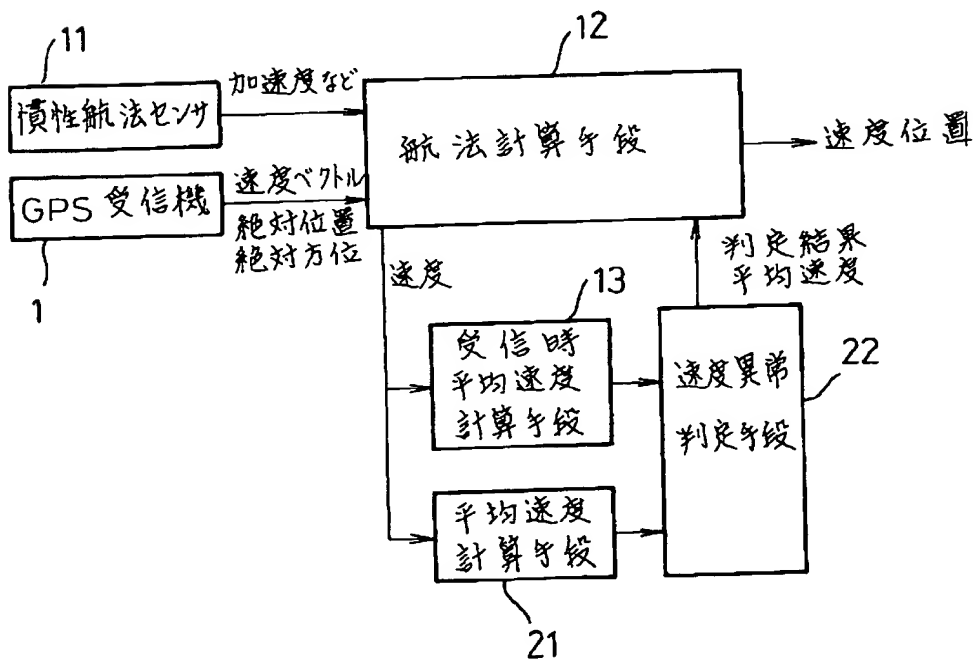 11
慣性航法センサ
加速度など
12
航法計算手段
速度位置
GPS 受信機
1
速度ベクトル
絶対位置
絶対方位
速度
判定結果
平均速度
13
受信時
平均速度
計算手段
速度異常
判定手段
22
平均速度
計算手段
21